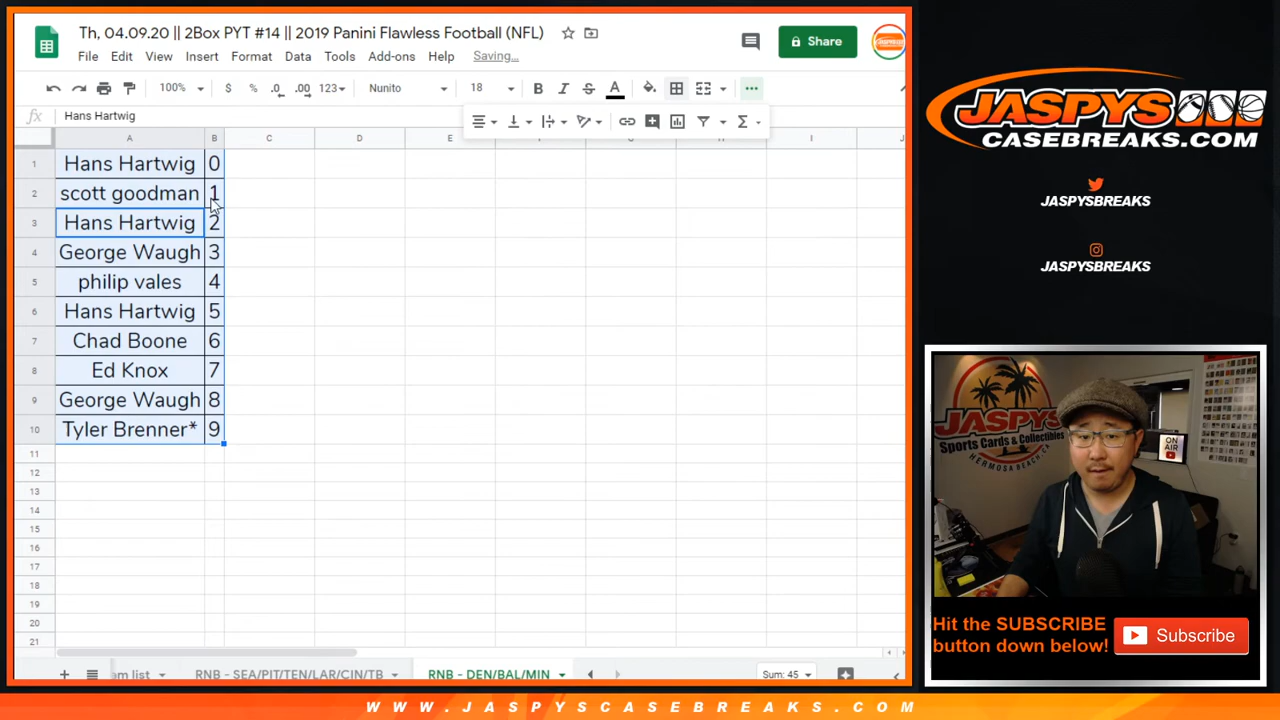 Th, 04.09.20 || 2Box PYT #14 || 2019 Panini Flawless Football (NFL)
Share
File Edit View Insert Format Data Tools Add-ons Help Saving...
100% $ % .0 .00 123 Nunito 18 B I S A
fx Hans Hartwig
A B C D E I
1 Hans Hartwig 0
2 scott goodman 1
3 Hans Hartwig 2
4 George Waugh 3
5 philip vales 4
6 Hans Hartwig 5
7 Chad Boone 6
8 Ed Knox 7
9 George Waugh 8
10 Tyler Brenner* 9
11
12
13
14
15
16
17
18
19
20
21
om list RNB - SEA/PIT/TEN/LAR/CIN/TB RNB - DEN/BAL/MIN Sum: 45
JASPYS
CASEBREAKS.COM
JASPYSBREAKS
JASPYSBREAKS
JASPYS
Sports Cards & Collectibles
HERMOSA BEACH, CA
ON AIR
Hit the SUBSCRIBE
button down below!
Subscribe
WWW.JASPYSCASEBREAKS.COM